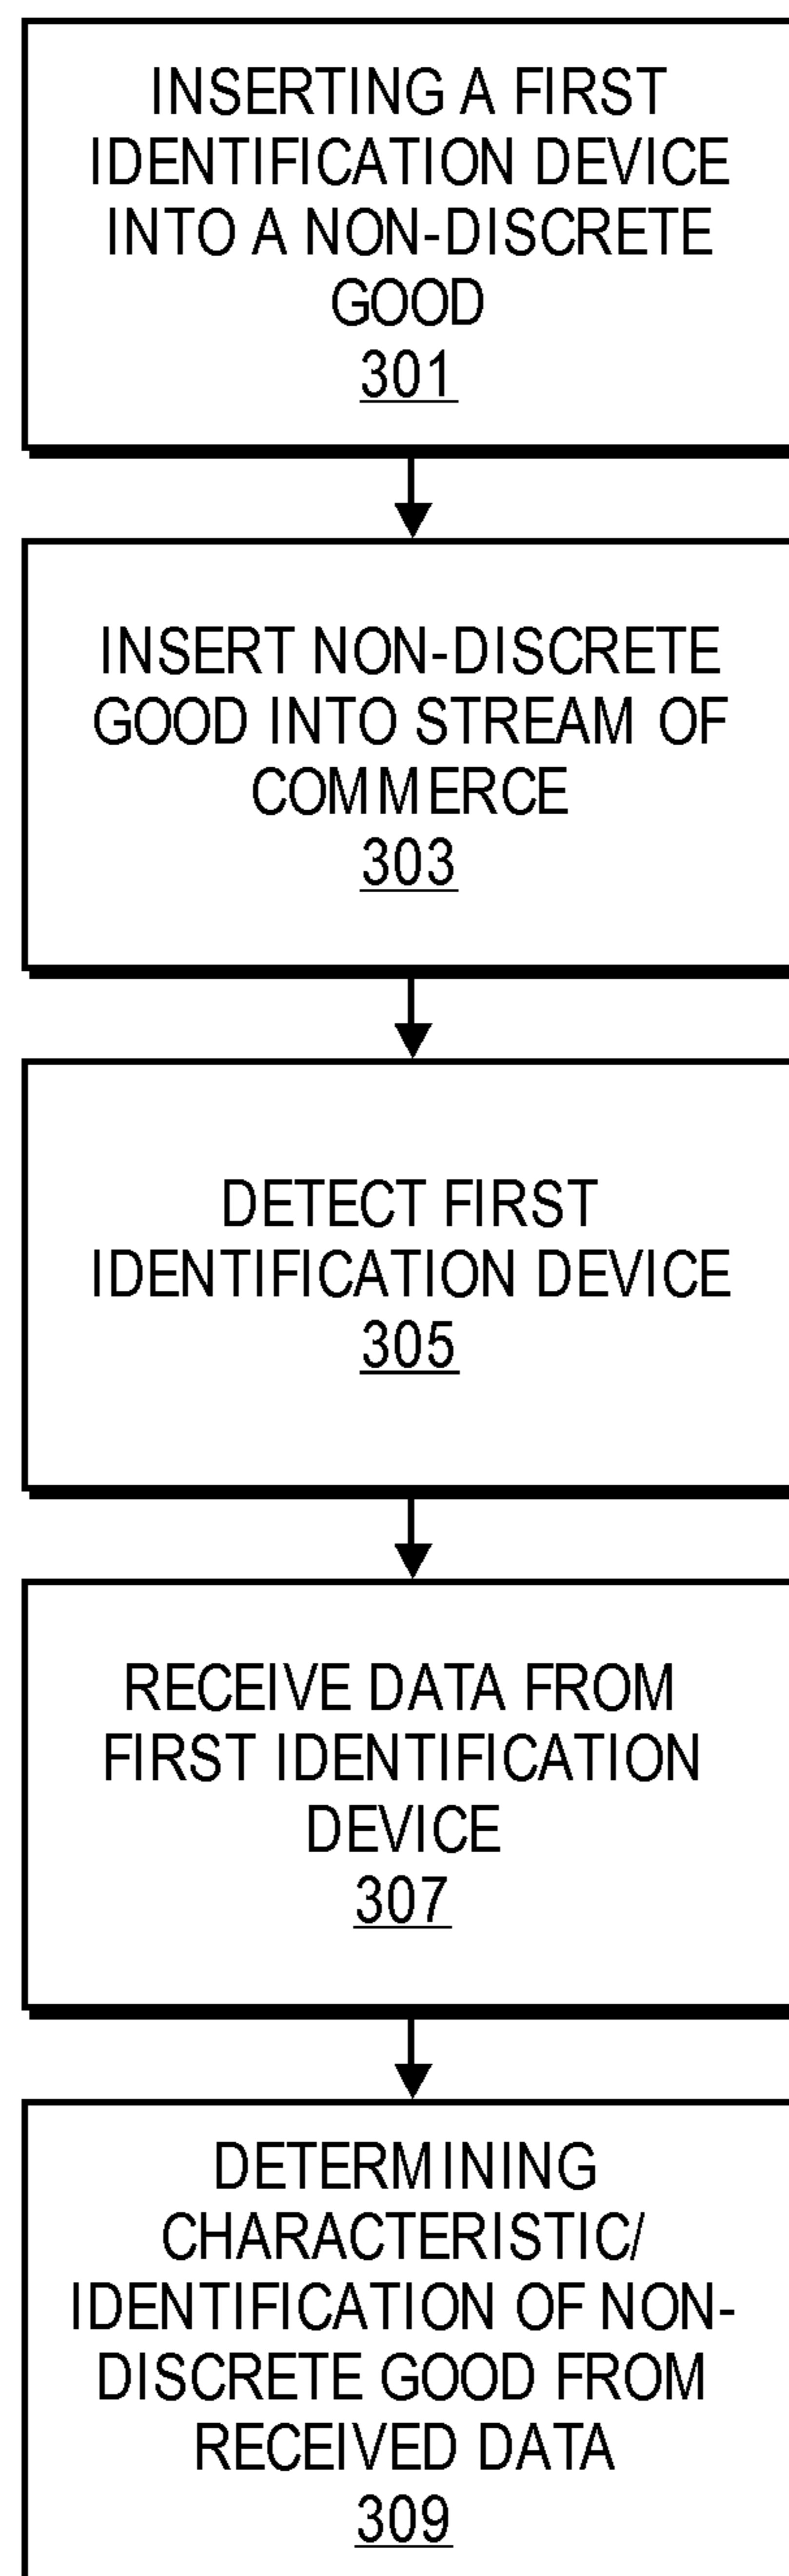 INSERTING A FIRST
IDENTIFICATION DEVICE
INTO A NON-DISCRETE
GOOD
301
INSERT NON-DISCRETE
GOOD INTO STREAM OF
COMMERCE
303
DETECT FIRST
IDENTIFICATION DEVICE
305
RECEIVE DATA FROM
FIRST IDENTIFICATION
DEVICE
307
DETERMINING
CHARACTERISTIC/
IDENTIFICATION OF NON-
DISCRETE GOOD FROM
RECEIVED DATA
309